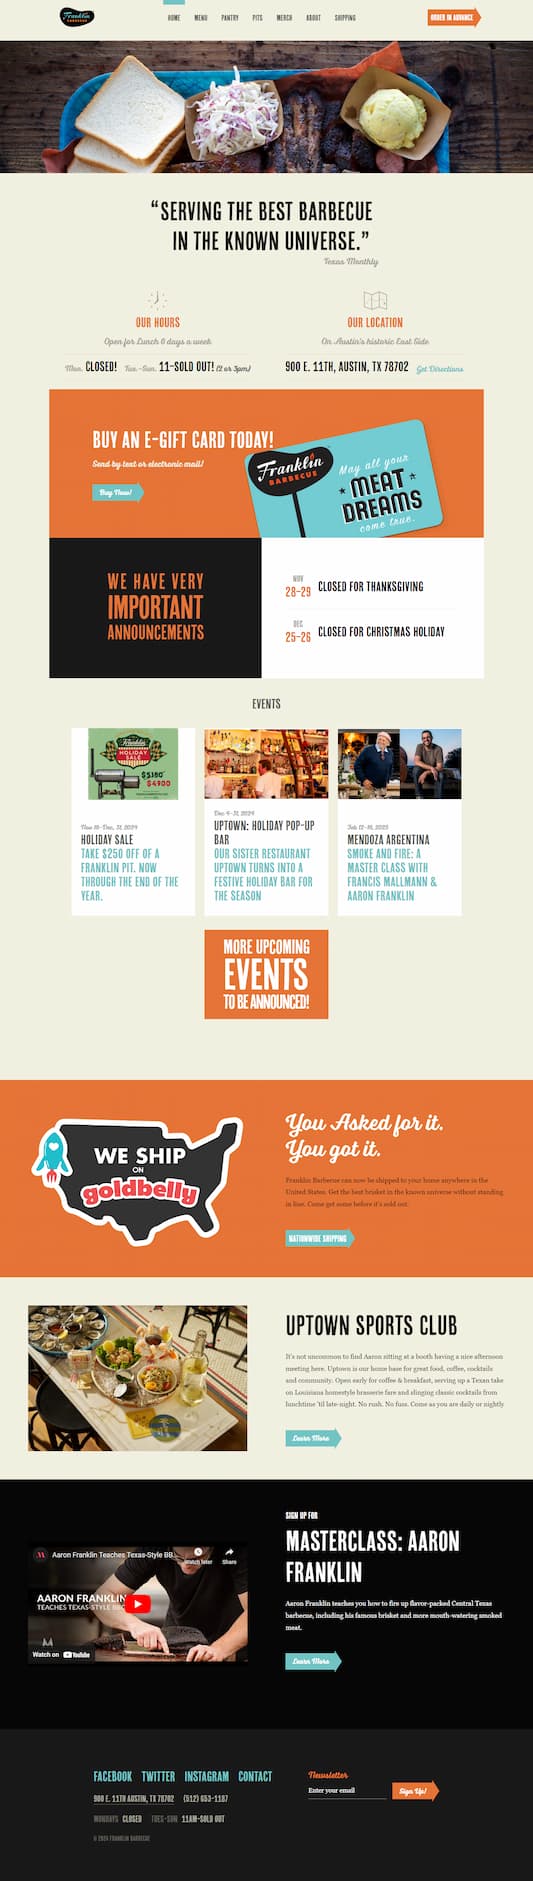 Franklin
BARBECUE
HOME MENU PANTRY PITS MERCH ABOUT SHIPPING
ORDER IN ADVANCE
“SERVING THE BEST BARBECUE
IN THE KNOWN UNIVERSE.”
Texas Monthly
OUR HOURS
Open for Lunch 6 days a week
Mon. CLOSED! Tue.-Sun. 11-SOLD OUT! (2 or 3pm)
OUR LOCATION
On Austin's historic East Side
900 E. 11TH, AUSTIN, TX 78702 Get Directions
BUY AN E-GIFT CARD TODAY!
Send by text or electronic mail!
Buy Now!
Franklin
BARBECUE
May all your
MEAT
DREAMS
come true.
WE HAVE VERY
IMPORTANT
ANNOUNCEMENTS
NOV
28-29 CLOSED FOR THANKSGIVING
DEC
25-26 CLOSED FOR CHRISTMAS HOLIDAY
EVENTS
Franklin
HOLIDAY
SALE
$5180
$4900
Nov 18-Dec, 31, 2024
HOLIDAY SALE
TAKE $250 OFF OF A
FRANKLIN PIT. NOW
THROUGH THE END OF THE
YEAR.
Dec 4-31, 2024
UPTOWN: HOLIDAY POP-UP
BAR
OUR SISTER RESTAURANT
UPTOWN TURNS INTO A
FESTIVE HOLIDAY BAR FOR
THE SEASON
Feb 12-16, 2025
MENDOZA ARGENTINA
SMOKE AND FIRE: A
MASTER CLASS WITH
FRANCIS MALLMANN &
AARON FRANKLIN
MORE UPCOMING
EVENTS
TO BE ANNOUNCED!
WE SHIP
ON
goldbelly
You Asked for it.
You got it.
Franklin Barbecue can now be shipped to your home anywhere in the
United States. Get the best brisket in the known universe without standing
in line. Come get some before it's sold out.
NATIONWIDE SHIPPING
UPTOWN SPORTS CLUB
It's not uncommon to find Aaron sitting at a booth having a nice afternoon
meeting here. Uptown is our home base for great food, coffee, cocktails
and community. Open early for coffee & breakfast, serving up a Texan take
on Louisiana homestyle brasserie fare and slinging classic cocktails from
lunchtime 'til late-night. No rush. No fuss. Come as you are daily or nightly
Learn More
Aaron Franklin Teaches Texas-Style BB...
Watch later Share
AARON FRANKLIN
TEACHES TEXAS-STYLE BBQ
Watch on YouTube
SIGN UP FOR
MASTERCLASS: AARON
FRANKLIN
Aaron Franklin teaches you how to fire up flavor-packed Central Texas
barbecue, including his famous brisket and more mouth-watering smoked
meat.
Learn More
FACEBOOK TWITTER INSTAGRAM CONTACT
900 E. 11TH AUSTIN, TX 78702 (512) 653-1187
MONDAYS CLOSED TUES-SUN 11AM-SOLD OUT
© 2024 FRANKLIN BARBECUE
Newsletter
Enter your email
Sign Up!